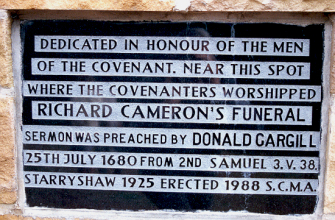 DEDICATED IN HONOUR OF THE MEN
OF THE COVENANT. NEAR THIS SPOT
WHERE THE COVENANTERS WORSHIPPED
RICHARD CAMERON'S FUNERAL
SERMON WAS PREACHED BY DONALD CARGILL
25TH JULY 1680 FROM 2ND. SAMUEL 3. V. 38.
STARRYSHAW 1925 ERECTED 1988 S.C.M.A.